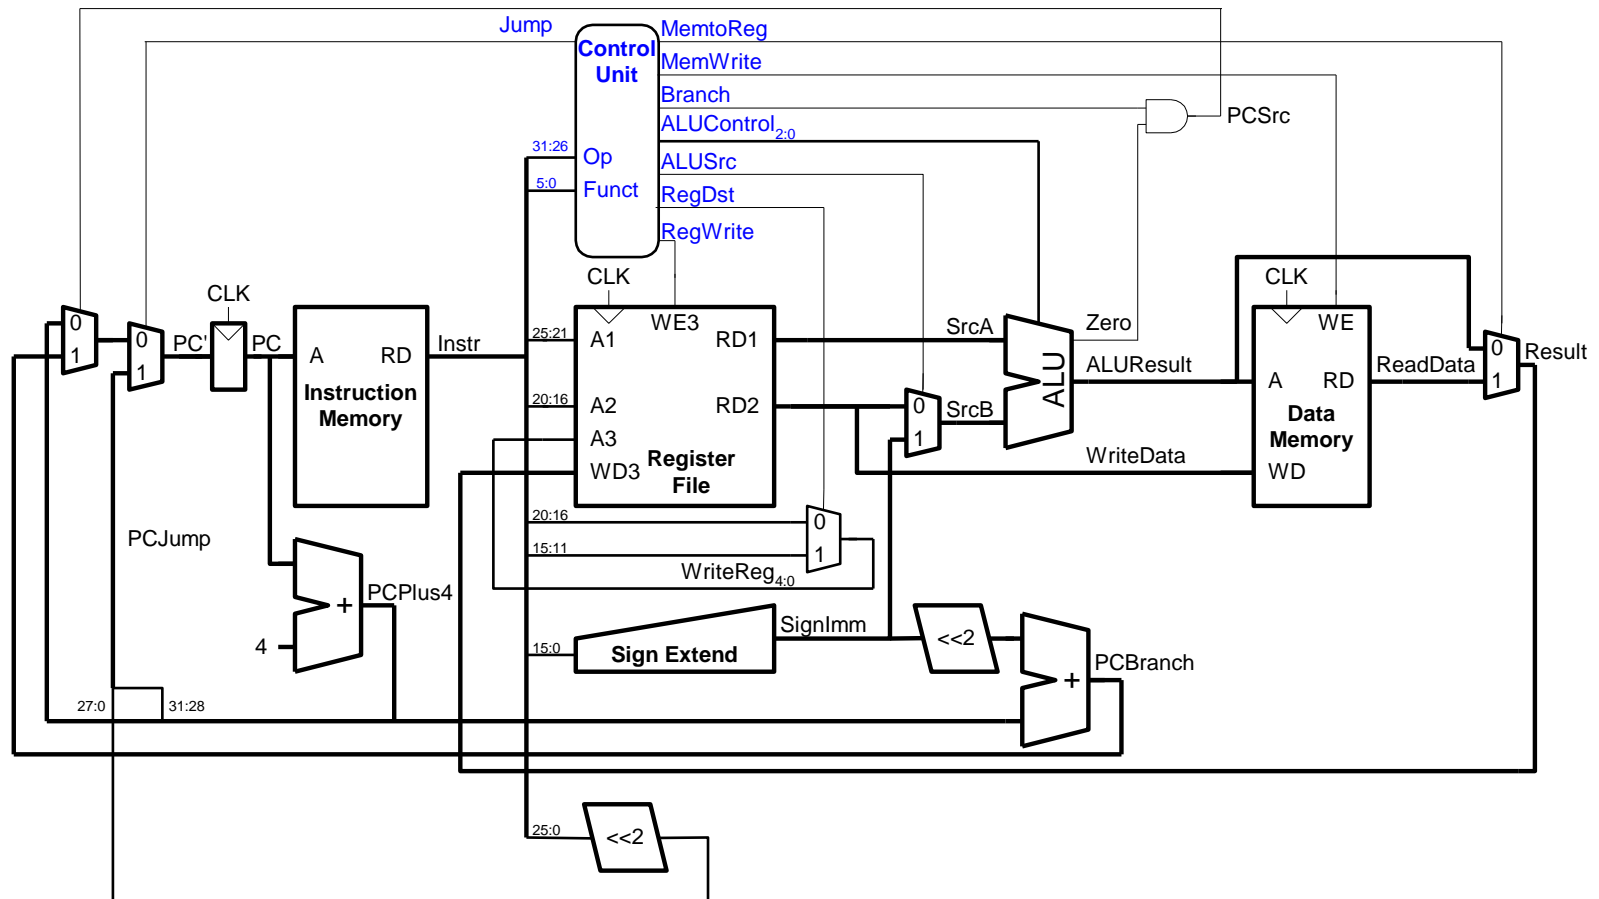 Jump
Control
Unit
MemtoReg
MemWrite
Branch
ALUControl2:0
ALUSrc
RegDst
RegWrite
PCSrc
31:26
Op
5:0
Funct
CLK
CLK
CLK
0
1
0
1
PC'
PC
A
RD
Instruction
Memory
Instr
25:21
A1
WE3
RD1
20:16
A2
RD2
A3
WD3
Register
File
SrcA
0
1
SrcB
ALU
Zero
ALUResult
WriteData
WE
A
RD
Data
Memory
WD
ReadData
0
1
Result
20:16
0
15:11
1
WriteReg4:0
PCJump
+
PCPlus4
4
15:0
Sign Extend
SignImm
<<2
+
PCBranch
27:0
31:28
25:0
<<2